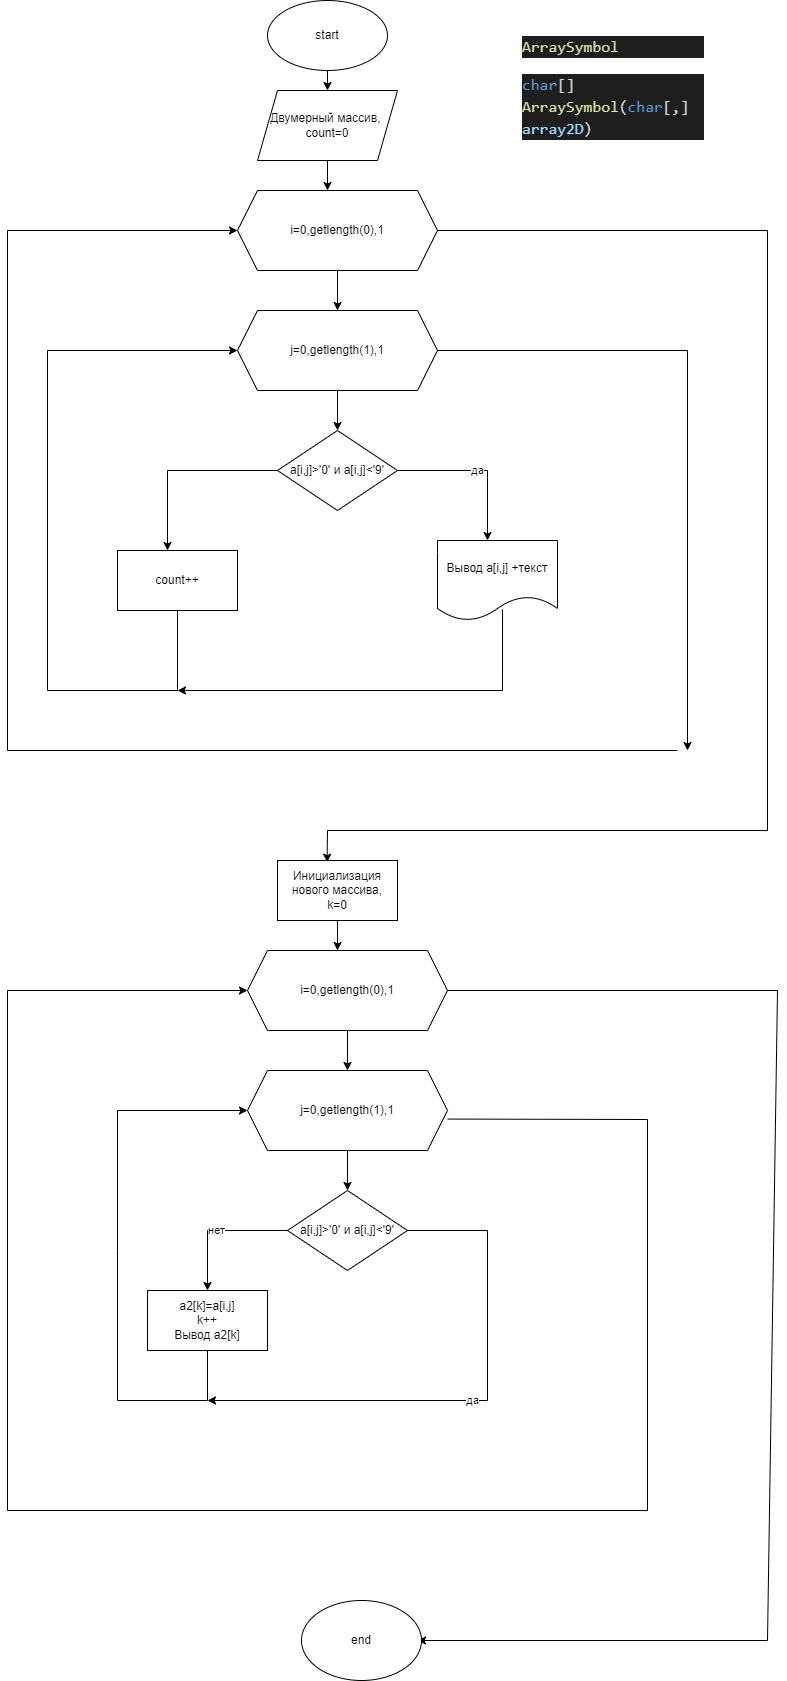 start
ArraySymbol
char[]
ArraySymbol(char[,]
array2D)
Двумерный массив,
count=0
i=0,getlength(0),1
j=0,getlength(1),1
a[i,j]>'0' и a[i,j]<'9'
да
count++
Вывод a[i,j] +текст
Инициализация
нового массива,
k=0
i=0,getlength(0),1
j=0,getlength(1),1
a[i,j]>'0' и a[i,j]<'9'
нет
a2[k]=a[i,j]
k++
Вывод a2[k]
да
end